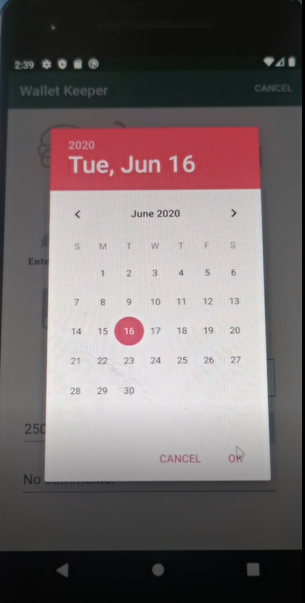 2:39
Wallet Keeper CANCEL
2020
Tue, Jun 16
June 2020
S M T W T F S
1 2 3 4 5 6
7 8 9 10 11 12 13
14 15 16 17 18 19 20
21 22 23 24 25 26 27
28 29 30
CANCEL OK
250
No comments.